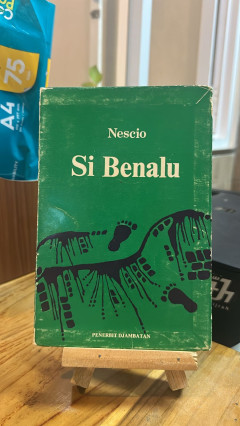 A4
75
Nescio
Si Benalu
PENERBIT DJAMBATAN